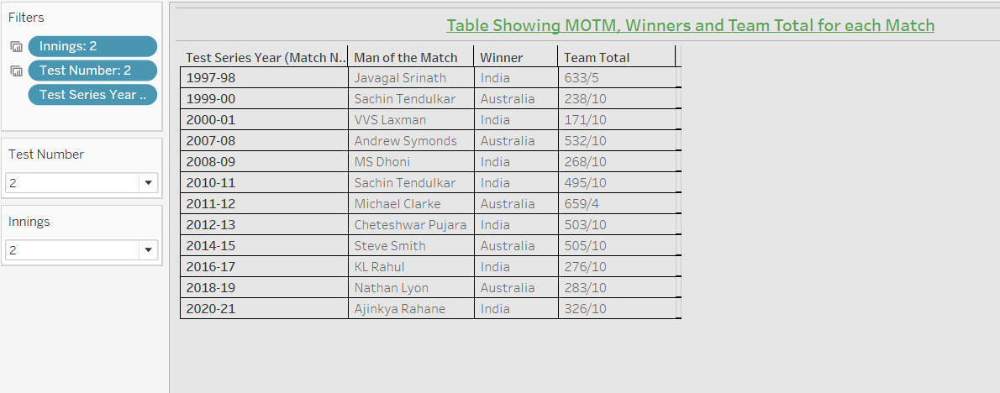 Filters
Innings: 2
Test Number: 2
Test Series Year ..
Test Number
2
Innings
2
Table Showing MOTM, Winners and Team Total for each Match
Test Series Year (Match N.. Man of the Match Winner Team Total
1997-98 Javagal Srinath India 633/5
1999-00 Sachin Tendulkar Australia 238/10
2000-01 VVS Laxman India 171/10
2007-08 Andrew Symonds Australia 532/10
2008-09 MS Dhoni India 268/10
2010-11 Sachin Tendulkar India 495/10
2011-12 Michael Clarke Australia 659/4
2012-13 Cheteshwar Pujara India 503/10
2014-15 Steve Smith Australia 505/10
2016-17 KL Rahul India 276/10
2018-19 Nathan Lyon Australia 283/10
2020-21 Ajinkya Rahane India 326/10